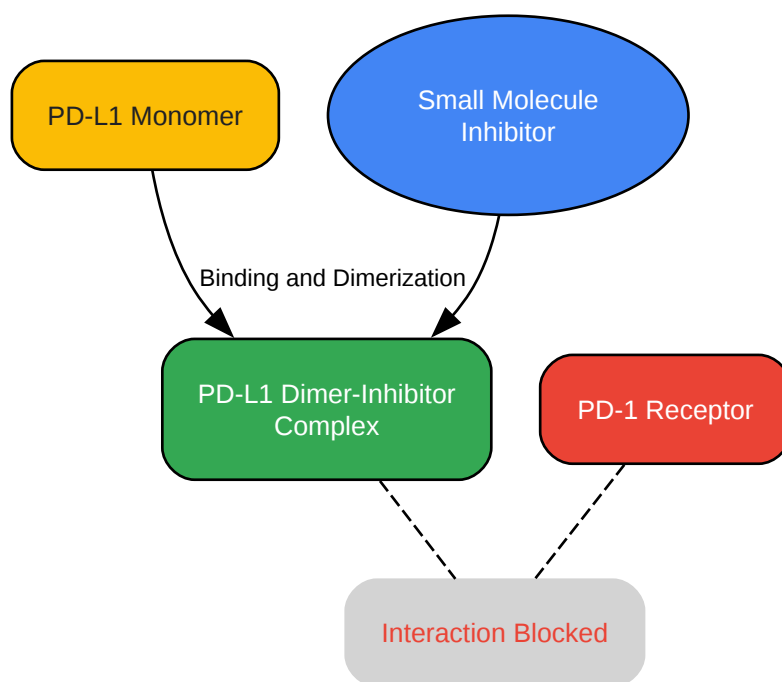 PD-L1 Monomer
Small Molecule
Inhibitor
Binding and Dimerization
PD-L1 Dimer-Inhibitor
Complex
PD-1 Receptor
Interaction Blocked